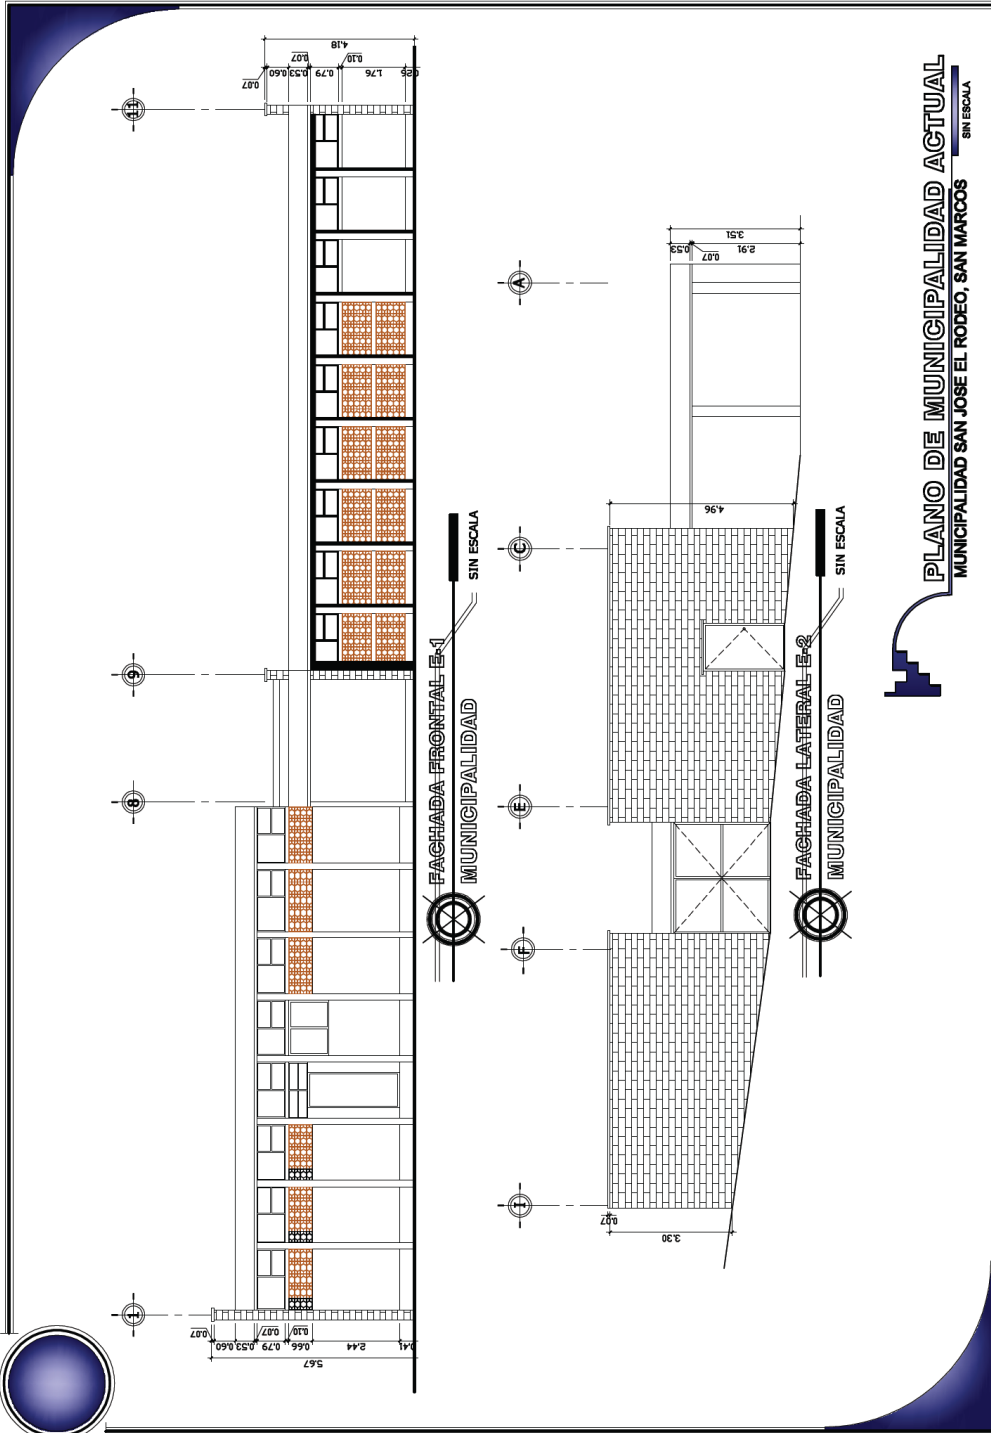 1
8
9
11
0.07
0.60
0.53
0.79
0.07
0.10
0.66
2.44
0.41
5.67
0.07
0.60
0.53
0.07
0.79
0.10
1.76
0.26
4.18
FACHADA FRONTAL E-1
MUNICIPALIDAD
SIN ESCALA
I
F
E
C
A
0.07
3.30
4.96
0.53
0.07
2.91
3.51
FACHADA LATERAL E-2
MUNICIPALIDAD
SIN ESCALA
PLANO DE MUNICIPALIDAD ACTUAL
MUNICIPALIDAD SAN JOSE EL RODEO, SAN MARCOS
SIN ESCALA